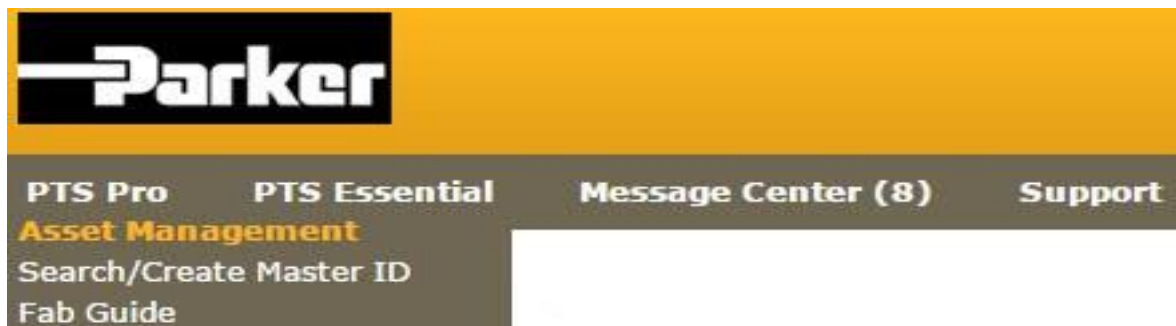 Parker
PTS Pro PTS Essential Message Center (8) Support
Asset Management
Search/Create Master ID
Fab Guide